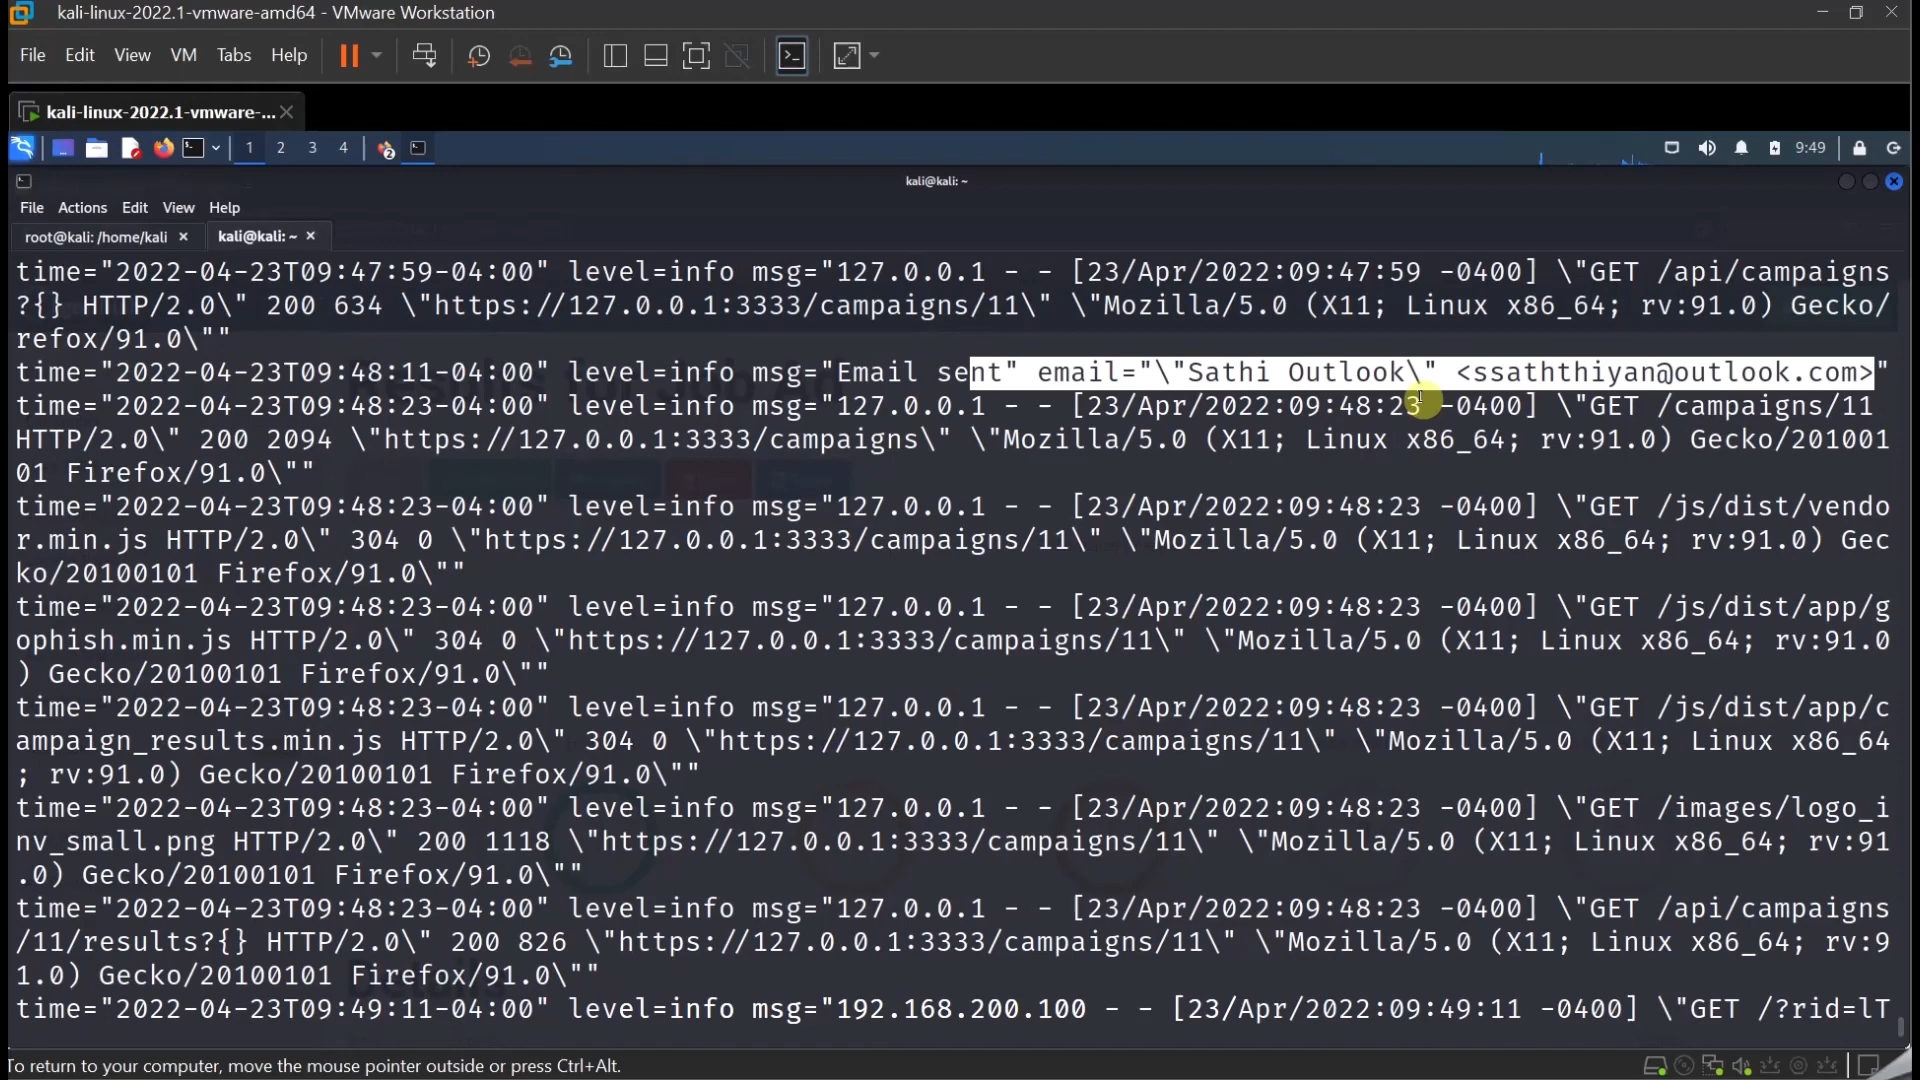 kali-linux-2022.1-vmware-amd64 - VMware Workstation
File Edit View VM Tabs Help
kali-linux-2022.1-vmware-...
1 2 3 4 9:49
kali@kali: ~
File Actions Edit View Help
root@kali: /home/kali kali@kali: ~
time="2022-04-23T09:47:59-04:00" level=info msg="127.0.0.1 - - [23/Apr/2022:09:47:59 -0400] \"GET /api/campaigns
?{} HTTP/2.0\" 200 634 \"https://127.0.0.1:3333/campaigns/11\" \"Mozilla/5.0 (X11; Linux x86_64; rv:91.0) Gecko/
refox/91.0\""
time="2022-04-23T09:48:11-04:00" level=info msg="Email sent" email="\"Sathi Outlook\" <ssaththiyan@outlook.com>"
time="2022-04-23T09:48:23-04:00" level=info msg="127.0.0.1 - - [23/Apr/2022:09:48:23 -0400] \"GET /campaigns/11
HTTP/2.0\" 200 2094 \"https://127.0.0.1:3333/campaigns\" \"Mozilla/5.0 (X11; Linux x86_64; rv:91.0) Gecko/201001
01 Firefox/91.0\""
time="2022-04-23T09:48:23-04:00" level=info msg="127.0.0.1 - - [23/Apr/2022:09:48:23 -0400] \"GET /js/dist/vendo
r.min.js HTTP/2.0\" 304 0 \"https://127.0.0.1:3333/campaigns/11\" \"Mozilla/5.0 (X11; Linux x86_64; rv:91.0) Gec
ko/20100101 Firefox/91.0\""
time="2022-04-23T09:48:23-04:00" level=info msg="127.0.0.1 - - [23/Apr/2022:09:48:23 -0400] \"GET /js/dist/app/g
ophish.min.js HTTP/2.0\" 304 0 \"https://127.0.0.1:3333/campaigns/11\" \"Mozilla/5.0 (X11; Linux x86_64; rv:91.0
) Gecko/20100101 Firefox/91.0\""
time="2022-04-23T09:48:23-04:00" level=info msg="127.0.0.1 - - [23/Apr/2022:09:48:23 -0400] \"GET /js/dist/app/c
ampaign_results.min.js HTTP/2.0\" 304 0 \"https://127.0.0.1:3333/campaigns/11\" \"Mozilla/5.0 (X11; Linux x86_64
; rv:91.0) Gecko/20100101 Firefox/91.0\""
time="2022-04-23T09:48:23-04:00" level=info msg="127.0.0.1 - - [23/Apr/2022:09:48:23 -0400] \"GET /images/logo_i
nv_small.png HTTP/2.0\" 200 1118 \"https://127.0.0.1:3333/campaigns/11\" \"Mozilla/5.0 (X11; Linux x86_64; rv:91
.0) Gecko/20100101 Firefox/91.0\""
time="2022-04-23T09:48:23-04:00" level=info msg="127.0.0.1 - - [23/Apr/2022:09:48:23 -0400] \"GET /api/campaigns
/11/results?{} HTTP/2.0\" 200 826 \"https://127.0.0.1:3333/campaigns/11\" \"Mozilla/5.0 (X11; Linux x86_64; rv:9
1.0) Gecko/20100101 Firefox/91.0\""
time="2022-04-23T09:49:11-04:00" level=info msg="192.168.200.100 - - [23/Apr/2022:09:49:11 -0400] \"GET /?rid=lT
To return to your computer, move the mouse pointer outside or press Ctrl+Alt.